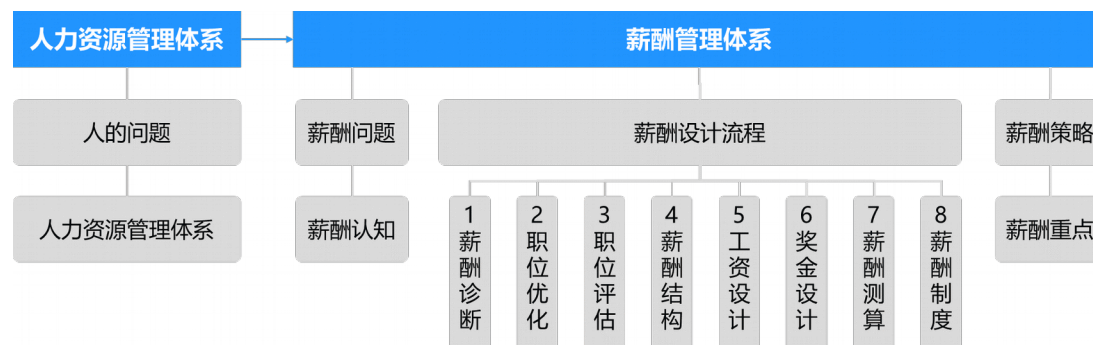 人力资源管理体系
薪酬管理体系
人的问题
薪酬问题
薪酬设计流程
薪酬策略
人力资源管理体系
薪酬认知
1薪酬诊断
2职位优化
3职位评估
4薪酬结构
5工资设计
6奖金设计
7薪酬测算
8薪酬制度
薪酬重点